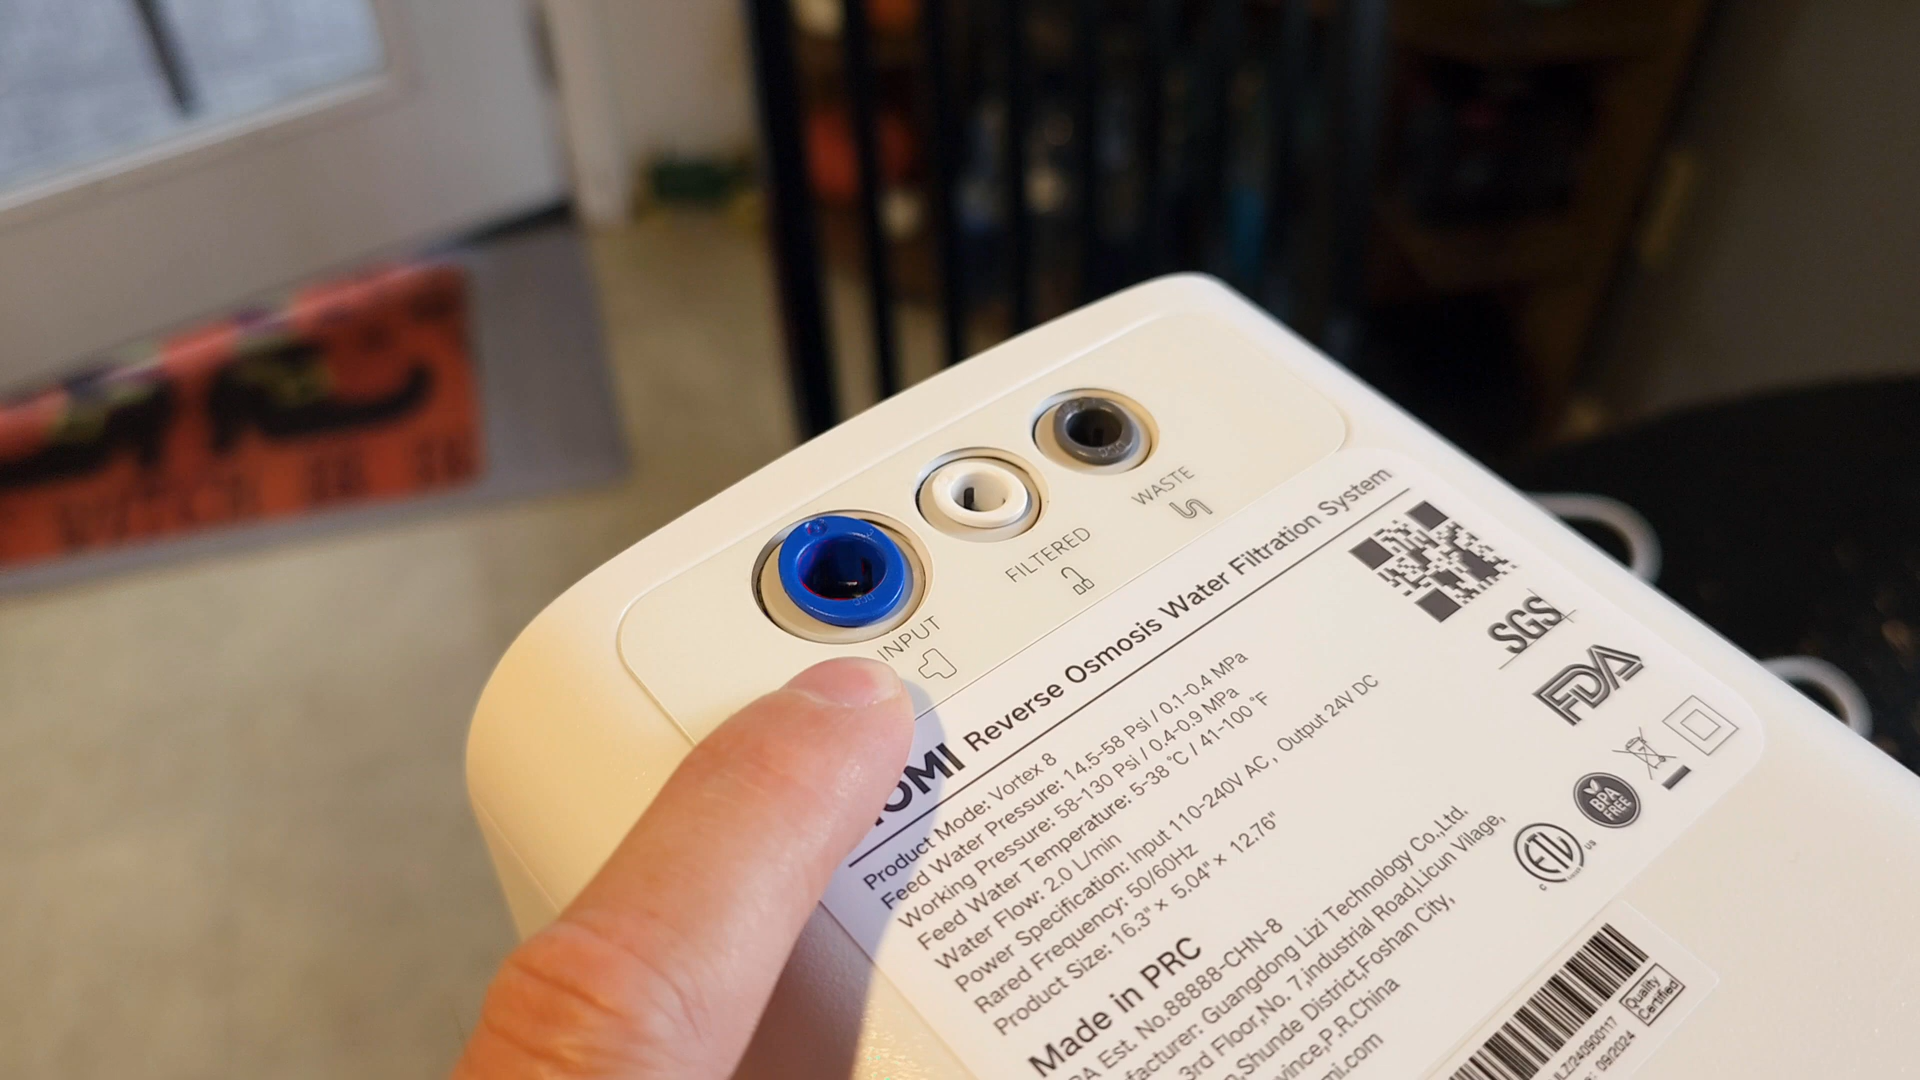 INPUT
FILTERED
WASTE
Reverse Osmosis Water Filtration System
Product Mode: Vortex 8
Feed Water Pressure: 14.5-58 Psi / 0.1-0.4 MPa
Working Pressure: 58-130 Psi / 0.4-0.9 MPa
Feed Water Temperature: 5-38 °C / 41-100 °F
Water Flow: 2.0 L/min
Power Specification: Input 110-240V AC, Output 24V DC
Rared Frequency: 50/60Hz
Product Size: 16.3" × 5.04" × 12.76"
Made in PRC
Est. No.88888-CHN-8
Guangdong Lizi Technology Co.,Ltd.
3rd Floor,No. 7,industrial Road,Licun Vilage,
Shunde District,Foshan City,
P.R.China
SGS
FDA
BPA
FREE
ETL
C
US
Quality
Certified
09/2024